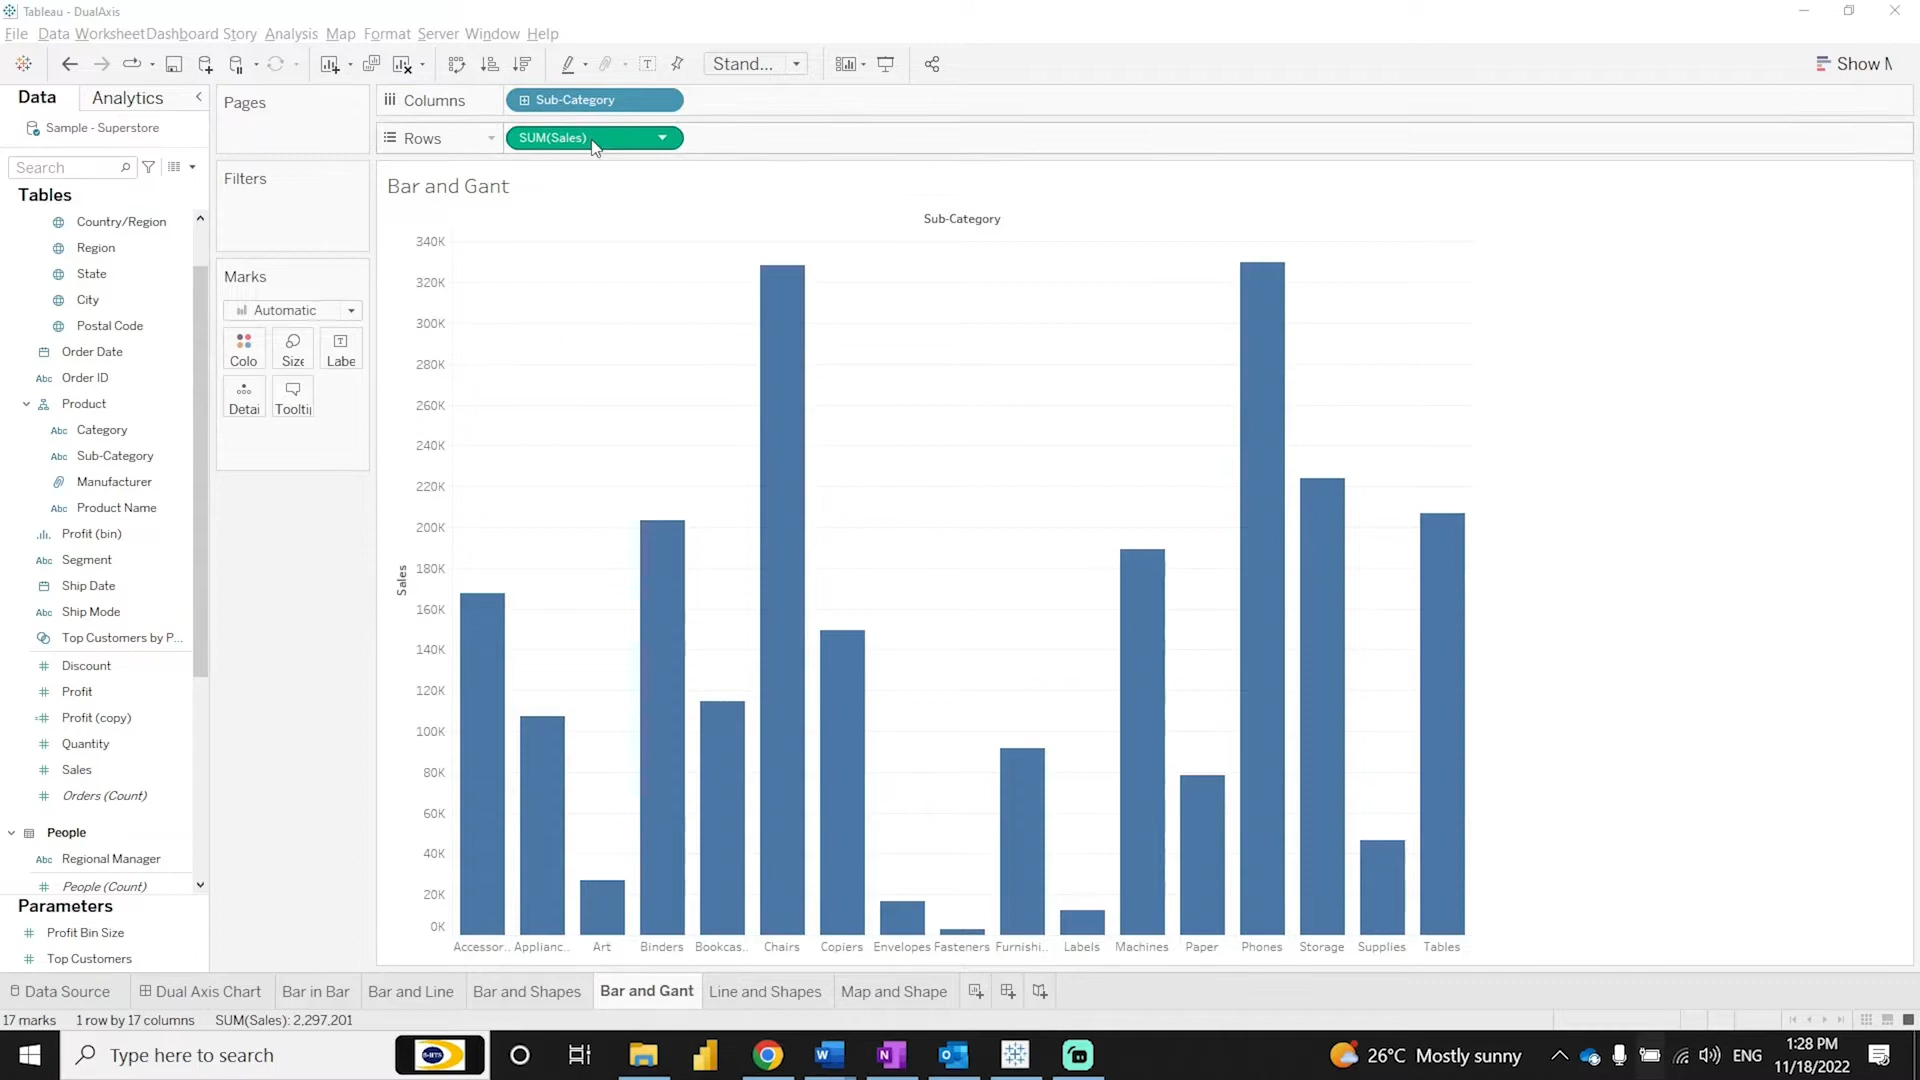 Tableau - DualAxis
File Data Worksheet Dashboard Story Analysis Map Format Server Window Help
Stand...
Show M
Data
Analytics
Sample - Superstore
Search
Tables
Country/Region
Region
State
City
Postal Code
Order Date
Order ID
Product
Abc Category
Abc Sub-Category
Manufacturer
Abc Product Name
Profit (bin)
Abc Segment
Ship Date
Abc Ship Mode
Top Customers by P...
Discount
Profit
Profit (copy)
Quantity
Sales
Orders (Count)
People
Abc Regional Manager
People (Count)
Parameters
Profit Bin Size
Top Customers
Pages
Filters
Marks
Automatic
Colo
Size
Labe
Detai
Toolti
Columns
Sub-Category
Rows
SUM(Sales)
Bar and Gant
Sub-Category
340K
320K
300K
280K
260K
240K
220K
200K
180K
160K
140K
120K
100K
80K
60K
40K
20K
0K
Sales
Accessor.. Applianc.. Art Binders Bookcas.. Chairs Copiers Envelopes Fasteners Furnishi.. Labels Machines Paper Phones Storage Supplies Tables
Data Source Dual Axis Chart Bar in Bar Bar and Line Bar and Shapes Bar and Gant Line and Shapes Map and Shape
17 marks 1 row by 17 columns SUM(Sales): 2,297,201
Type here to search
26°C Mostly sunny
ENG
1:28 PM
11/18/2022